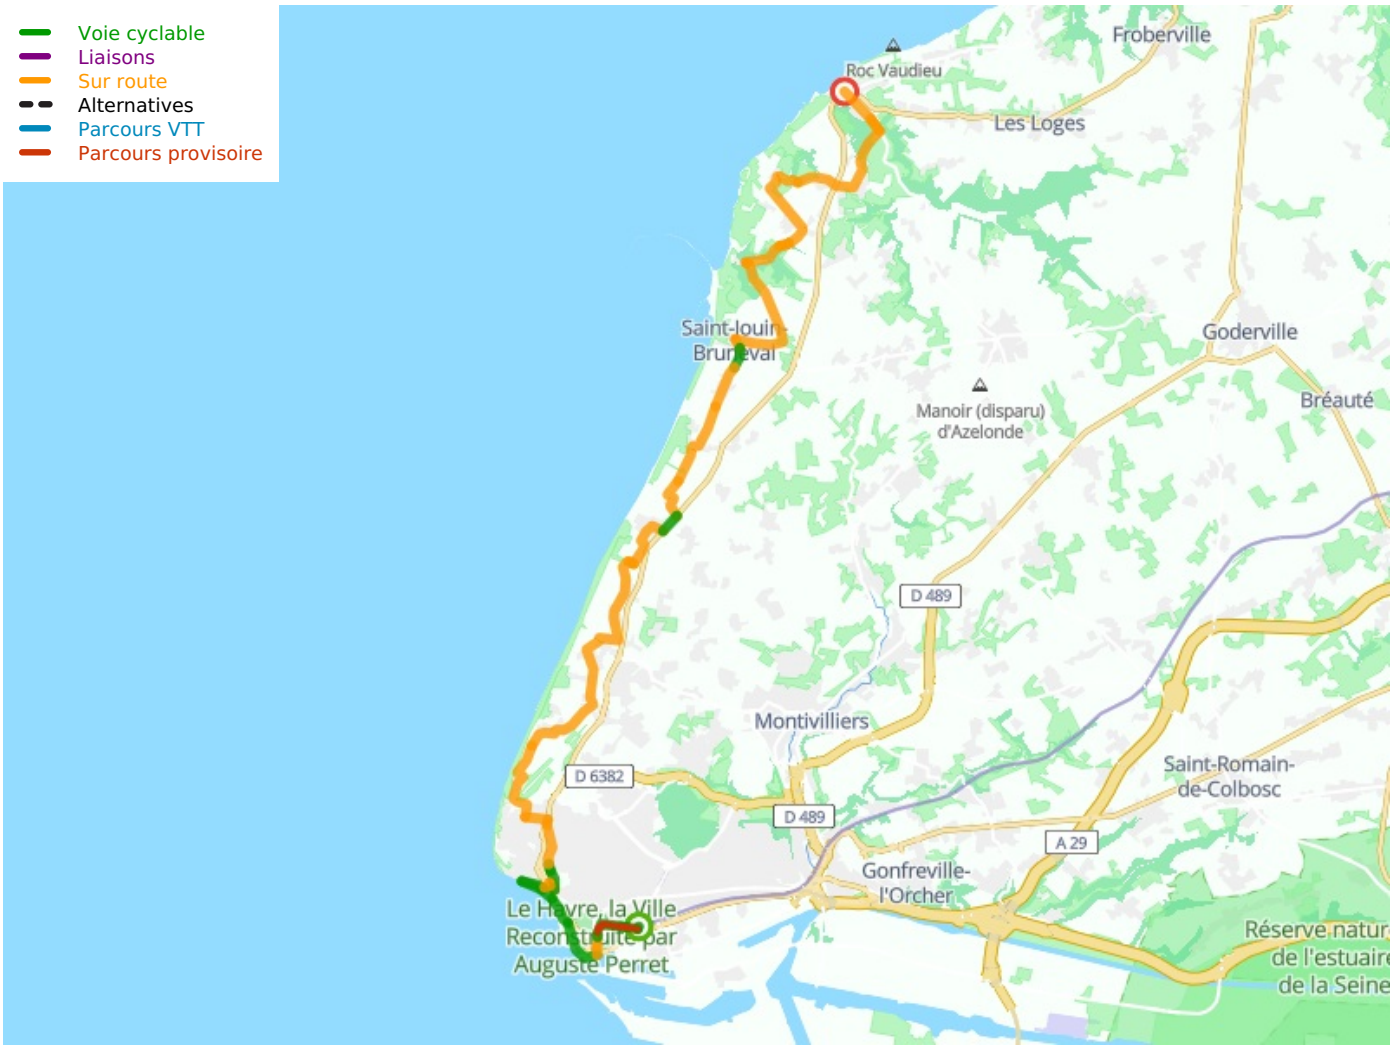 Voie cyclable
Liaisons
Sur route
Alternatives
Parcours VTT
Parcours provisoire
Froberville
Roc Vaudieu
Les Loges
Saint-Jouin-
Bruneval
Goderville
Bréauté
Manoir (disparu)
d'Azelonde
D 489
Montivilliers
D 6382
Saint-Romain-
de-Colbosc
D 489
A 29
Gonfreville-
l'Orcher
Le Havre, la Ville
Reconstruite par
Auguste Perret
Réserve natur
de l'estuaire
de la Seine